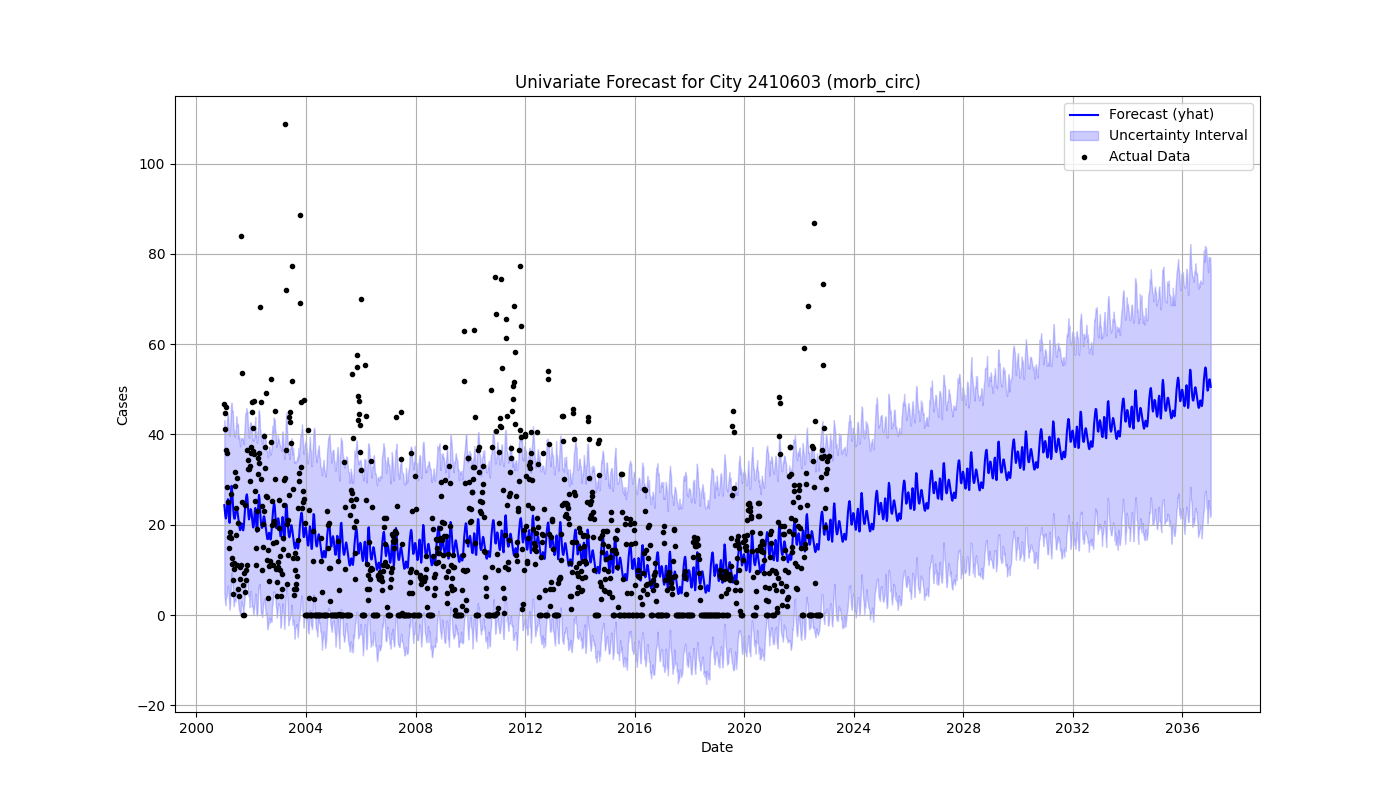 Univariate Forecast for City 2410603 (morb_circ)
Forecast (yhat)
Uncertainty Interval
Actual Data
100
80
60
40
20
0
−20
Cases
2000 2004 2008 2012 2016 2020 2024 2028 2032 2036
Date